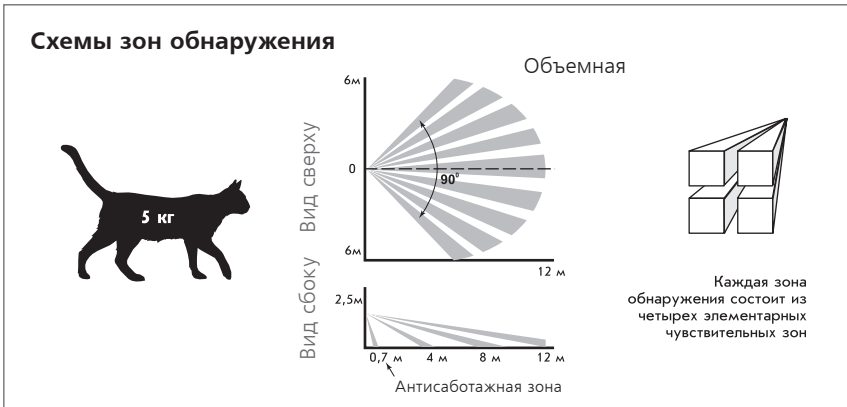 Схемы зон обнаружения
Объемная
5 кг
Вид сверху
6м
0
90°
6м
12 м
Вид сбоку
2,5м
0,7 м
4 м
8 м
12 м
Антисаботажная зона
Каждая зона
обнаружения состоит из
четырех элементарных
чувствительных зон